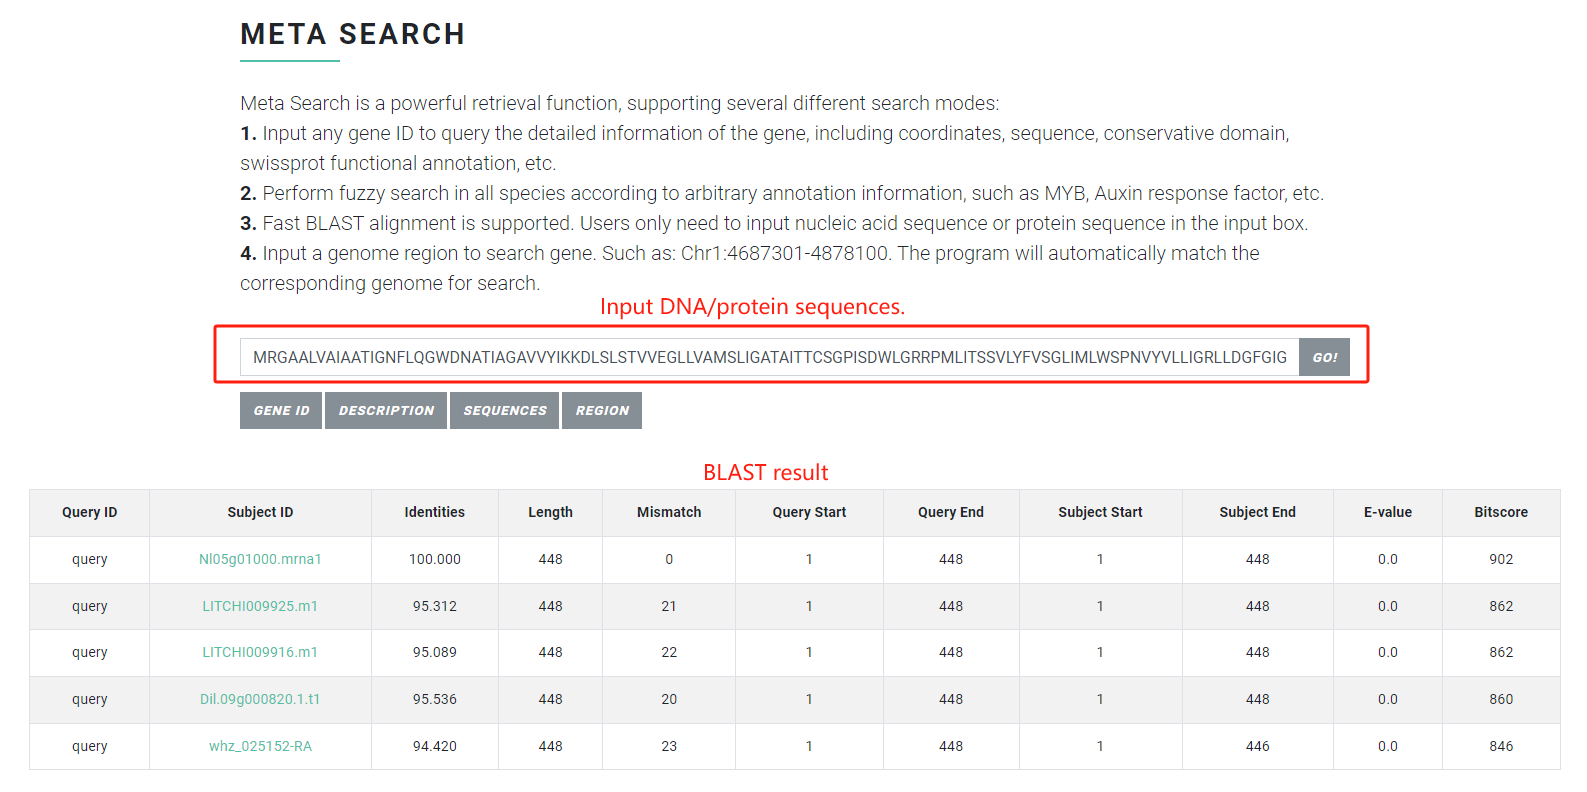 META SEARCH
Meta Search is a powerful retrieval function, supporting several different search modes:
1. Input any gene ID to query the detailed information of the gene, including coordinates, sequence, conservative domain,
swissprot functional annotation, etc.
2. Perform fuzzy search in all species according to arbitrary annotation information, such as MYB, Auxin response factor, etc.
3. Fast BLAST alignment is supported. Users only need to input nucleic acid sequence or protein sequence in the input box.
4. Input a genome region to search gene. Such as: Chr1:4687301-4878100. The program will automatically match the
corresponding genome for search.
Input DNA/protein sequences.
MRGAALVAIAATIGNFLQGWDNATIAGAVVYIKKDLSLSTVVEGLLVAMSLIGATAITTCSGPISDWLGRRPMLITSSVLYFVSGLIMLWSPNVYVLLIGRLLDGFGIG GO!
GENE ID DESCRIPTION SEQUENCES REGION
BLAST result
Query ID Subject ID Identities Length Mismatch Query Start Query End Subject Start Subject End E-value Bitscore
query Nl05g01000.mrna1 100.000 448 0 1 448 1 448 0.0 902
query LITCHI009925.m1 95.312 448 21 1 448 1 448 0.0 862
query LITCHI009916.m1 95.089 448 22 1 448 1 448 0.0 862
query Dil.09g000820.1.t1 95.536 448 20 1 448 1 448 0.0 860
query whz_025152-RA 94.420 448 23 1 448 1 446 0.0 846